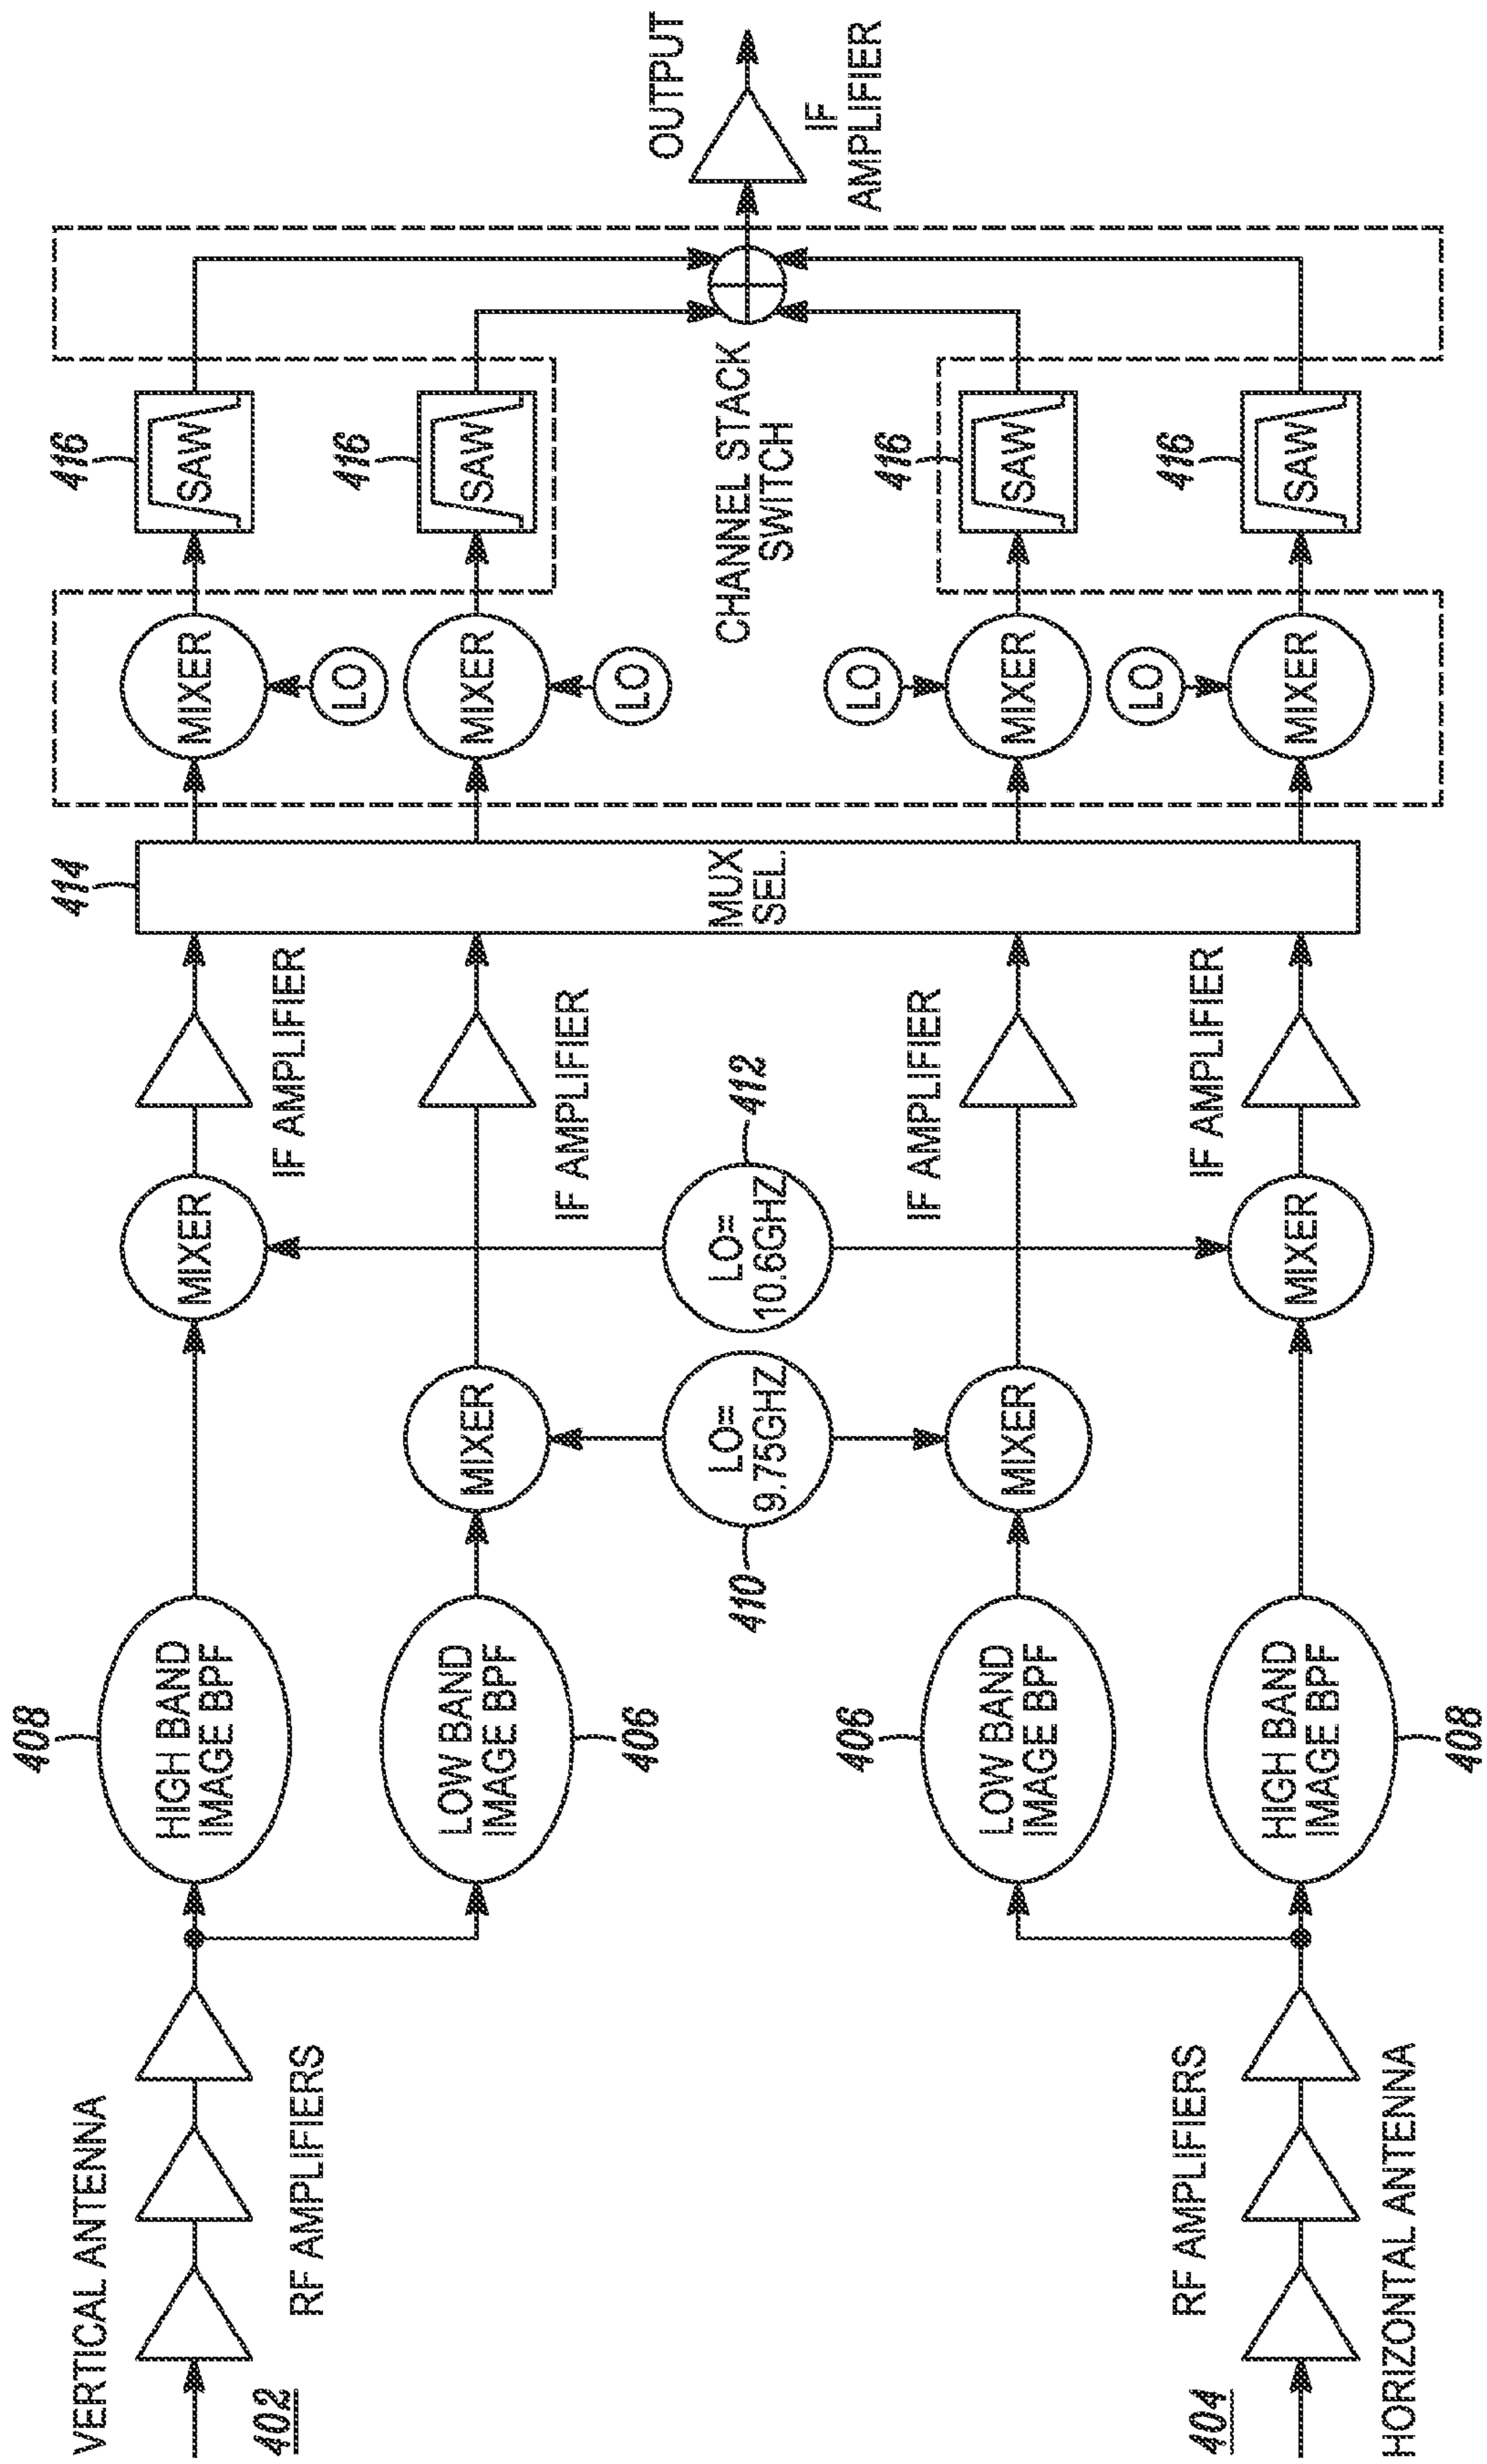 VERTICAL ANTENNA
402
RF AMPLIFIERS
408
HIGH BAND
IMAGE BPF
LOW BAND
IMAGE BPF
406
MIXER
MIXER
IF AMPLIFIER
IF AMPLIFIER
414
MIXER
LO
MIXER
LO
416
SAW
416
SAW
410
LO=
9.75GHZ
LO=
10.6GHZ
412
MUX
SEL.
CHANNEL STACK
SWITCH
OUTPUT
IF
AMPLIFIER
406
LOW BAND
IMAGE BPF
MIXER
IF AMPLIFIER
LO
MIXER
416
SAW
404
RF AMPLIFIERS
HORIZONTAL ANTENNA
HIGH BAND
IMAGE BPF
408
MIXER
IF AMPLIFIER
LO
MIXER
416
SAW